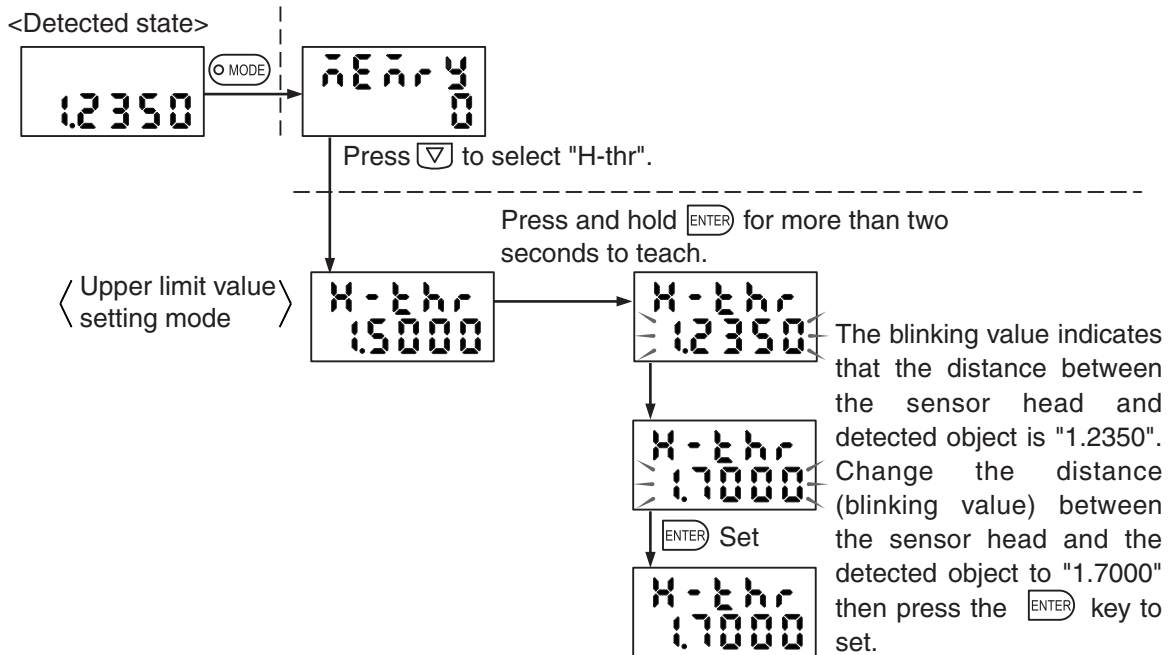 <Detected state>
1.2350
MODE
mEmry
0
Press to select "H-thr".
Press and hold ENTER for more than two
seconds to teach.
Upper limit value
setting mode
H-thr
1.5000
H-thr
1.2350
The blinking value indicates
that the distance between
the sensor head and
detected object is "1.2350".
Change the distance
(blinking value) between
the sensor head and the
detected object to "1.7000"
then press the ENTER key to
set.
H-thr
1.7000
ENTER Set
H-thr
1.7000